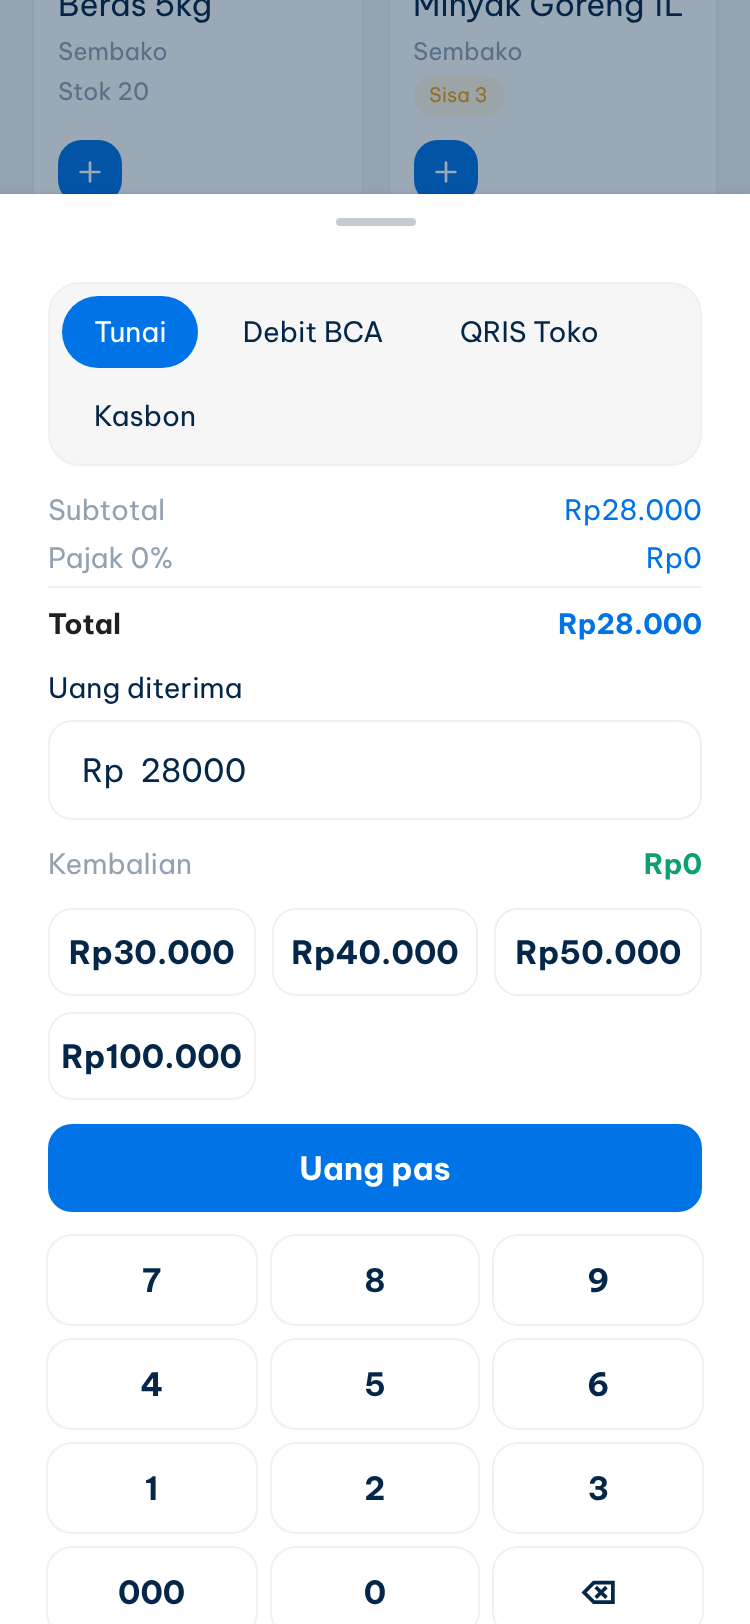 Beras 5kg
Minyak Goreng 1L
Sembako
Sembako
Stok 20
Sisa 3
Tunai
Debit BCA
QRIS Toko
Kasbon
Subtotal
Rp28.000
Pajak 0%
Rp0
Total
Rp28.000
Uang diterima
Rp 28000
Kembalian
Rp0
Rp30.000
Rp40.000
Rp50.000
Rp100.000
Uang pas
7
8
9
4
5
6
1
2
3
000
0